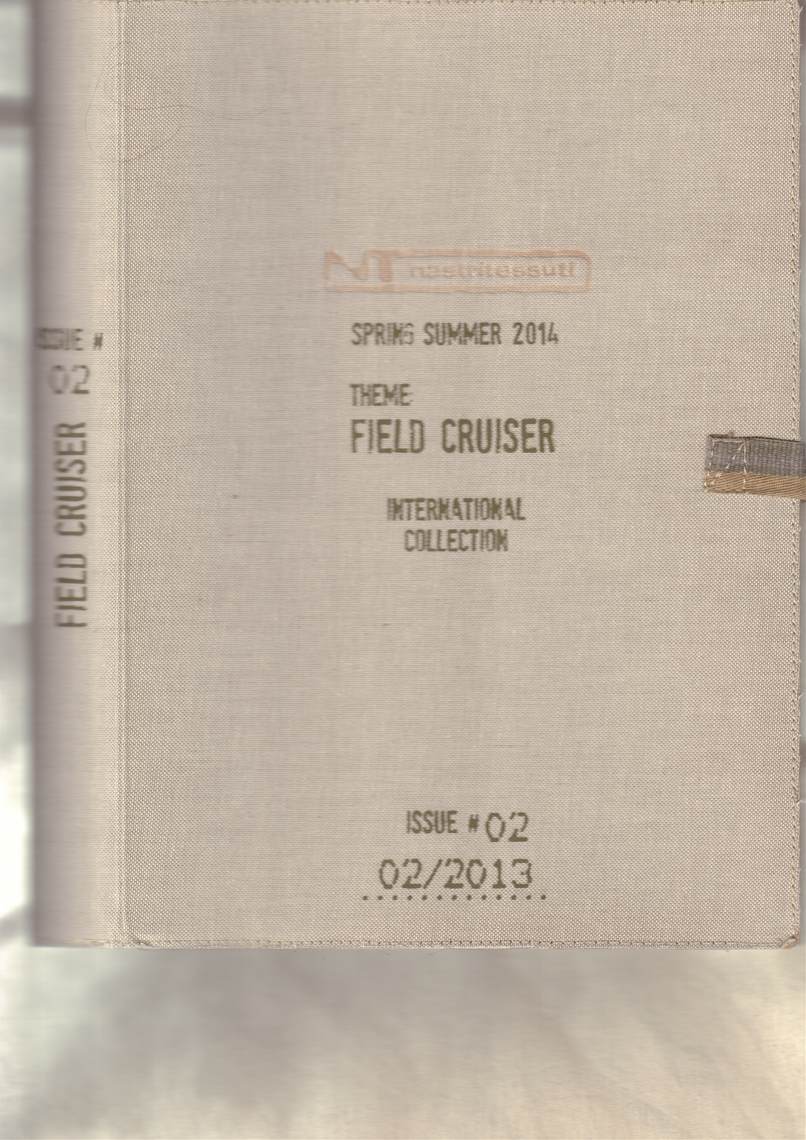 ISSUE #
02
FIELD CRUISER
NT nastritessuti
SPRING SUMMER 2014
THEME
FIELD CRUISER
INTERNATIONAL
COLLECTION
ISSUE # 02
02/2013